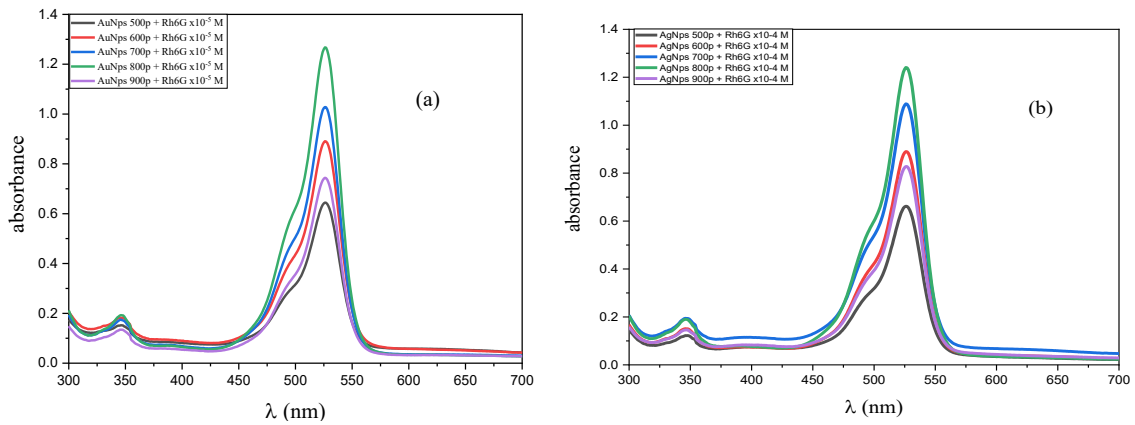 AuNps 500p + Rh6G x10⁻⁵ M
AuNps 600p + Rh6G x10⁻⁵ M
AuNps 700p + Rh6G x10⁻⁵ M
AuNps 800p + Rh6G x10⁻⁵ M
AuNps 900p + Rh6G x10⁻⁵ M
(a)
absorbance
1.4
1.2
1.0
0.8
0.6
0.4
0.2
0.0
300 350 400 450 500 550 600 650 700
λ (nm)
AgNps 500p + Rh6G x10-4 M
AgNps 600p + Rh6G x10-4 M
AgNps 700p + Rh6G x10-4 M
AgNps 800p + Rh6G x10-4 M
AgNps 900p + Rh6G x10-4 M
(b)
absorbance
1.4
1.2
1.0
0.8
0.6
0.4
0.2
0.0
300 350 400 450 500 550 600 650 700
λ (nm)